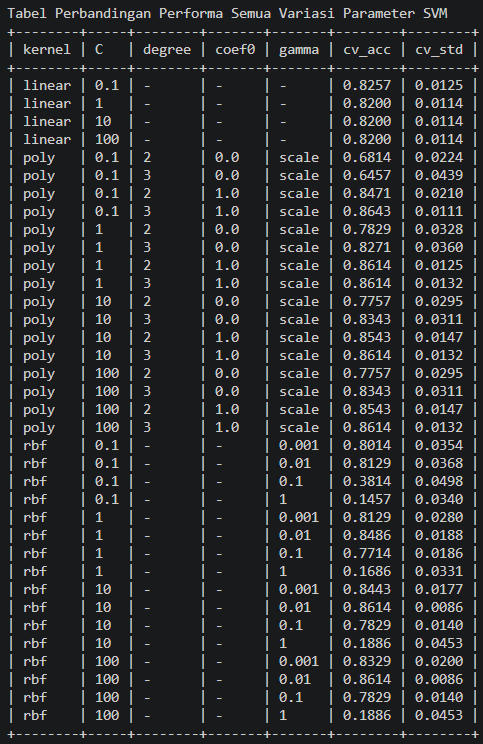 Tabel Perbandingan Performa Semua Variasi Parameter SVM
+--------+-----+--------+-------+-------+--------+--------+
| kernel | C   | degree | coef0 | gamma | cv_acc | cv_std |
+--------+-----+--------+-------+-------+--------+--------+
| linear | 0.1 | -      | -     | -     | 0.8257 | 0.0125 |
| linear | 1   | -      | -     | -     | 0.8200 | 0.0114 |
| linear | 10  | -      | -     | -     | 0.8200 | 0.0114 |
| linear | 100 | -      | -     | -     | 0.8200 | 0.0114 |
| poly   | 0.1 | 2      | 0.0   | scale | 0.6814 | 0.0224 |
| poly   | 0.1 | 3      | 0.0   | scale | 0.6457 | 0.0439 |
| poly   | 0.1 | 2      | 1.0   | scale | 0.8471 | 0.0210 |
| poly   | 0.1 | 3      | 1.0   | scale | 0.8643 | 0.0111 |
| poly   | 1   | 2      | 0.0   | scale | 0.7829 | 0.0328 |
| poly   | 1   | 3      | 0.0   | scale | 0.8271 | 0.0360 |
| poly   | 1   | 2      | 1.0   | scale | 0.8614 | 0.0125 |
| poly   | 1   | 3      | 1.0   | scale | 0.8614 | 0.0132 |
| poly   | 10  | 2      | 0.0   | scale | 0.7757 | 0.0295 |
| poly   | 10  | 3      | 0.0   | scale | 0.8343 | 0.0311 |
| poly   | 10  | 2      | 1.0   | scale | 0.8543 | 0.0147 |
| poly   | 10  | 3      | 1.0   | scale | 0.8614 | 0.0132 |
| poly   | 100 | 2      | 0.0   | scale | 0.7757 | 0.0295 |
| poly   | 100 | 3      | 0.0   | scale | 0.8343 | 0.0311 |
| poly   | 100 | 2      | 1.0   | scale | 0.8543 | 0.0147 |
| poly   | 100 | 3      | 1.0   | scale | 0.8614 | 0.0132 |
| rbf    | 0.1 | -      | -     | 0.001 | 0.8014 | 0.0354 |
| rbf    | 0.1 | -      | -     | 0.01  | 0.8129 | 0.0368 |
| rbf    | 0.1 | -      | -     | 0.1   | 0.3814 | 0.0498 |
| rbf    | 0.1 | -      | -     | 1     | 0.1457 | 0.0340 |
| rbf    | 1   | -      | -     | 0.001 | 0.8129 | 0.0280 |
| rbf    | 1   | -      | -     | 0.01  | 0.8486 | 0.0188 |
| rbf    | 1   | -      | -     | 0.1   | 0.7714 | 0.0186 |
| rbf    | 1   | -      | -     | 1     | 0.1686 | 0.0331 |
| rbf    | 10  | -      | -     | 0.001 | 0.8443 | 0.0177 |
| rbf    | 10  | -      | -     | 0.01  | 0.8614 | 0.0086 |
| rbf    | 10  | -      | -     | 0.1   | 0.7829 | 0.0140 |
| rbf    | 10  | -      | -     | 1     | 0.1886 | 0.0453 |
| rbf    | 100 | -      | -     | 0.001 | 0.8329 | 0.0200 |
| rbf    | 100 | -      | -     | 0.01  | 0.8614 | 0.0086 |
| rbf    | 100 | -      | -     | 0.1   | 0.7829 | 0.0140 |
| rbf    | 100 | -      | -     | 1     | 0.1886 | 0.0453 |
+--------+-----+--------+-------+-------+--------+--------+